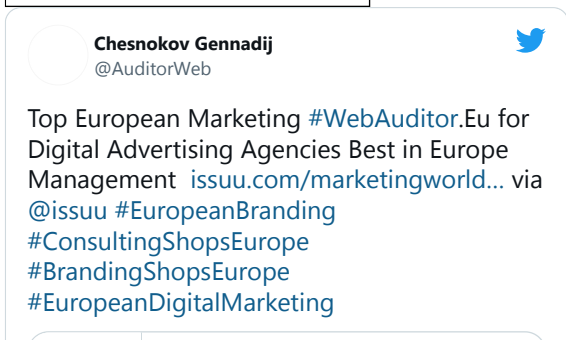 Chesnokov Gennadij
@AuditorWeb
Top European Marketing #WebAuditor.Eu for
Digital Advertising Agencies Best in Europe
Management issuu.com/marketingworld… via
@issuu #EuropeanBranding
#ConsultingShopsEurope
#BrandingShopsEurope
#EuropeanDigitalMarketing